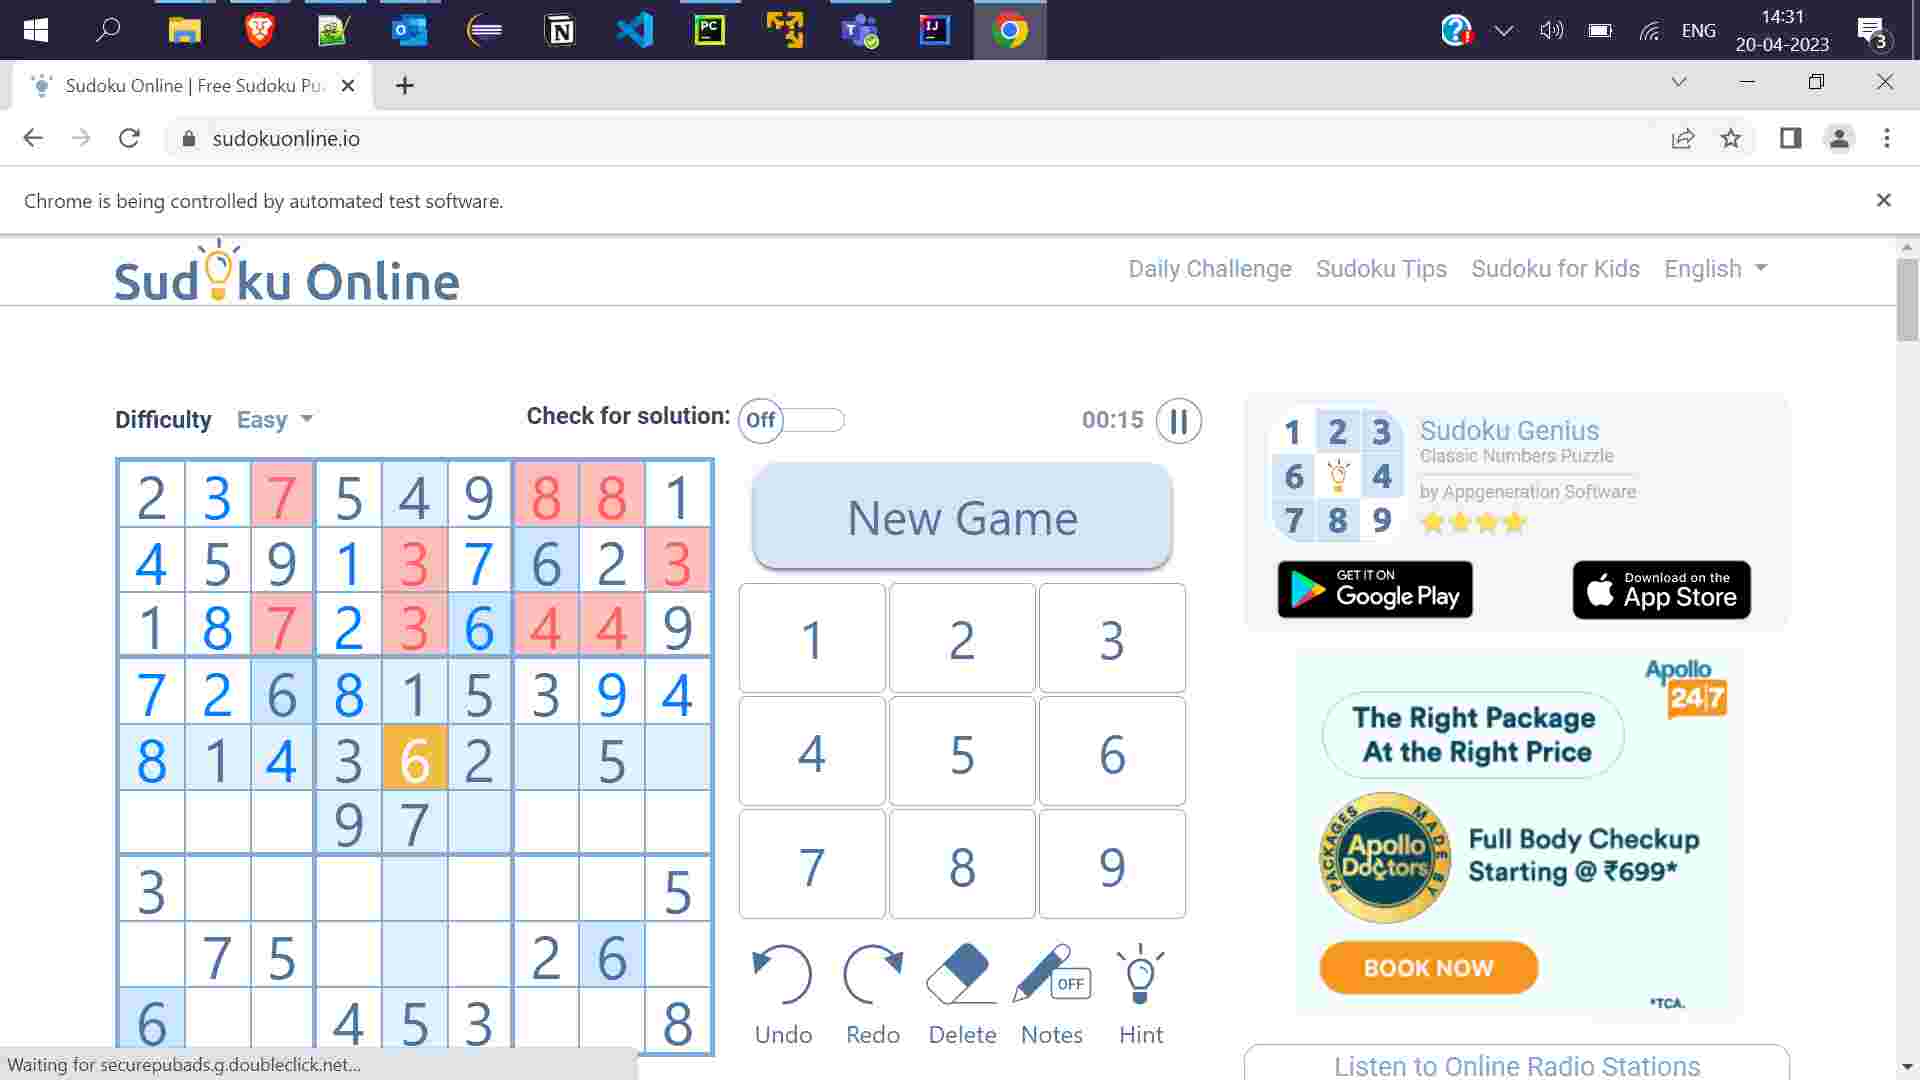 ENG
14:31
20-04-2023
3
Sudoku Online | Free Sudoku Pu
sudokuonline.io
Chrome is being controlled by automated test software.
Sudoku Online
Daily Challenge Sudoku Tips Sudoku for Kids English
Difficulty Easy Check for solution: Off 00:15
2 3 7 5 4 9 8 8 1
4 5 9 1 3 7 6 2 3
1 8 7 2 3 6 4 4 9
7 2 6 8 1 5 3 9 4
8 1 4 3 6 2 5
9 7
3 5
7 5 2 6
6 4 5 3 8
New Game
1 2 3
4 5 6
7 8 9
OFF
Undo Redo Delete Notes Hint
1 2 3
6 4
7 8 9
Sudoku Genius
Classic Numbers Puzzle
by Appgeneration Software
GET IT ON
Google Play
Download on the
App Store
Apollo
24|7
The Right Package
At the Right Price
PACKAGES MADE BY
Apollo
Doctors
Full Body Checkup
Starting @ ₹699*
BOOK NOW
*TCA.
Listen to Online Radio Stations
Waiting for securepubads.g.doubleclick.net...